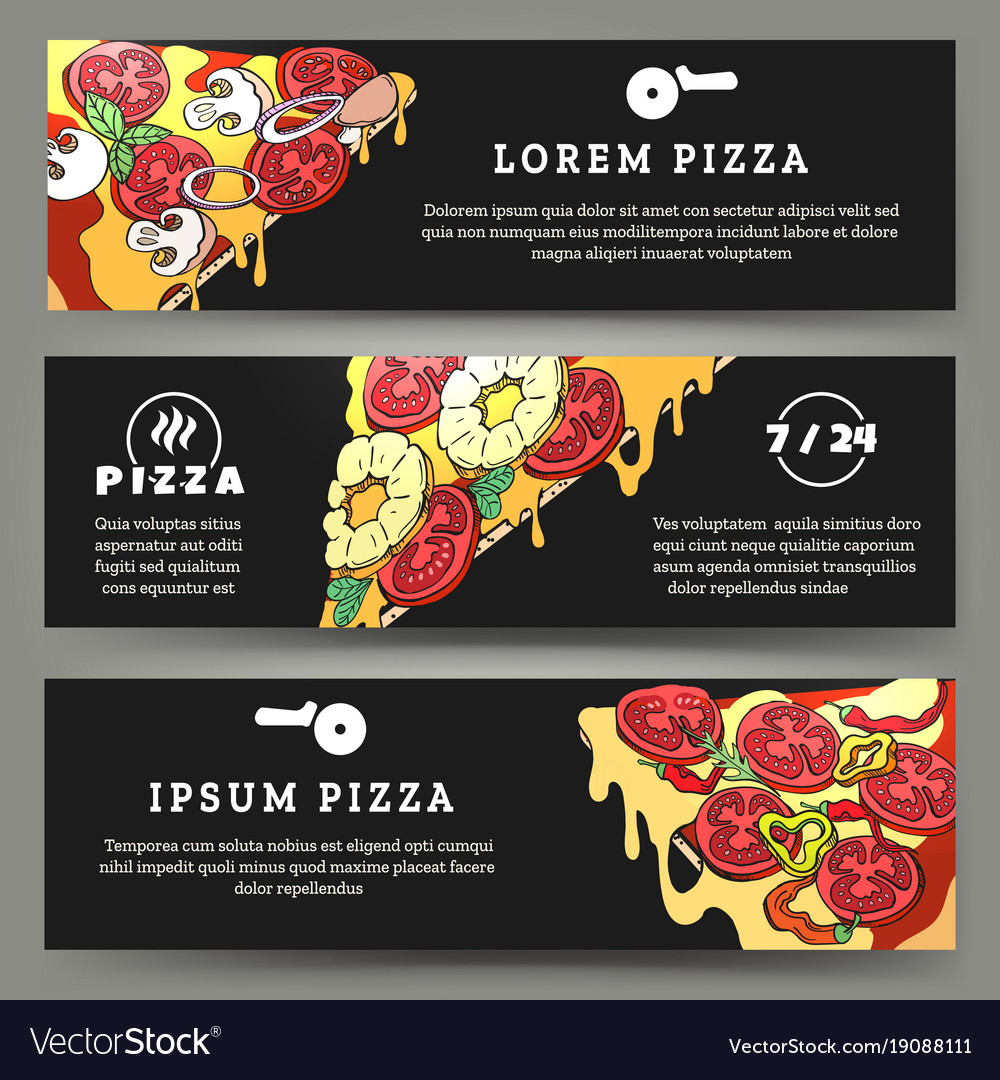 LOREM PIZZA
Dolorem ipsum quia dolor sit amet con sectetur adipisci velit sed
quia non numquam eius modilitempora incidunt labore et dolore
magna aliqieri inuaerat voluptatem
PIZZA
Quia voluptas sitius
aspernatur aut oditi
fugiti sed quialitum
cons equuntur est
7/24
Ves voluptatem aquila simitius doro
equi ciunt neque qualitie caporium
asum agenda omnisiet transquillios
dolor repellendus sindae
IPSUM PIZZA
Temporea cum soluta nobius est eligend opti cumqui
nihil impedit quoli minus quod maxime placeat facere
dolor repellendus
VectorStock®
VectorStock.com/19088111